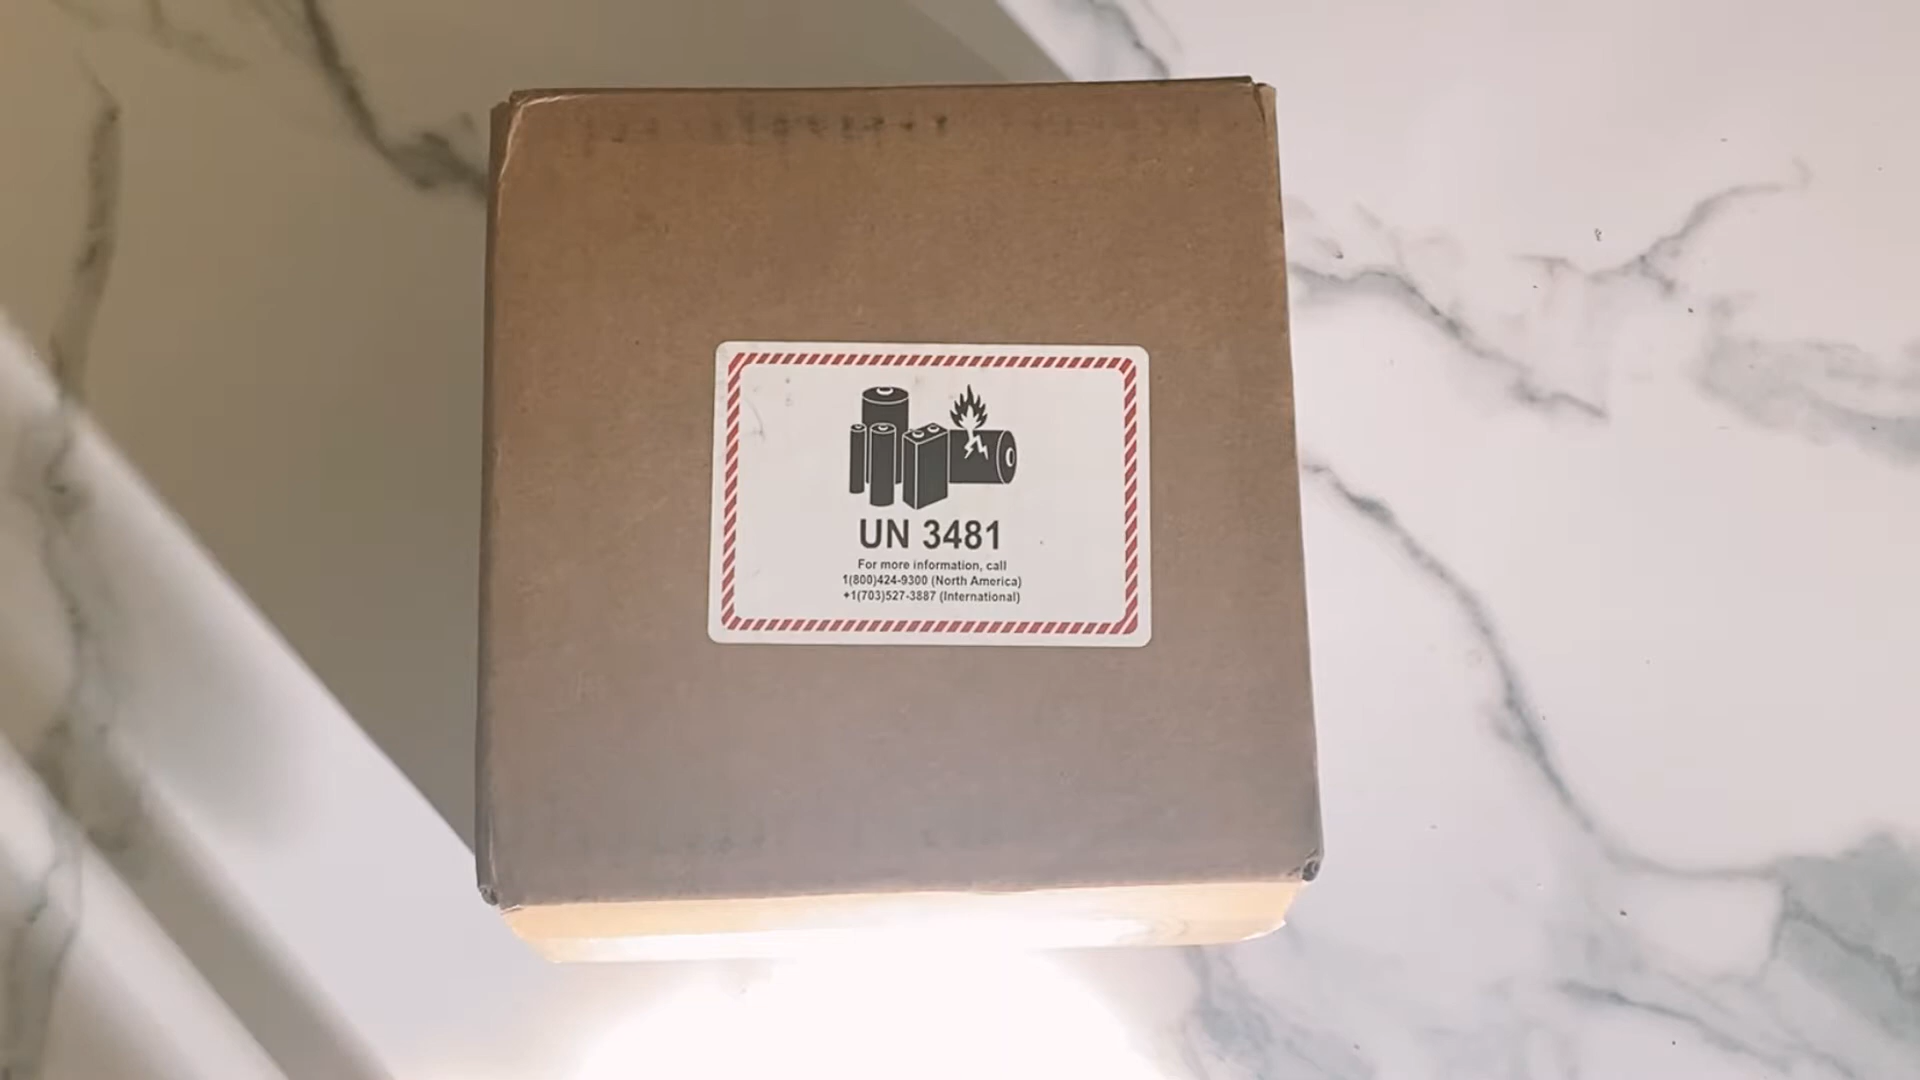 UN 3481
For more information, call
1(800)424-9300 (North America)
+1(703)527-3887 (International)